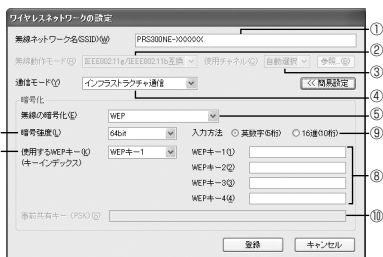 ワイヤレスネットワークの設定
①
無線ネットワーク名(SSID)(W) PRS300NE-XXXXXX
②
無線動作モード(R) IEEE802.11g/IEEE802.11b互換 使用チャネル(C) 自動選択 参照...(B)
③
通信モード(Y) インフラストラクチャ通信 << 簡易設定
④
暗号化
無線の暗号化(E) WEP ⑤
暗号強度(L) 64bit 入力方法 英数字(5桁) 16進(10桁) ⑨
使用するWEPキー(K) WEPキー1 WEPキー1(1)
(キーインデックス) WEPキー2(2)
⑧
WEPキー3(3)
WEPキー4(4)
事前共有キー (PSK)(S) ⑩
登録 キャンセル